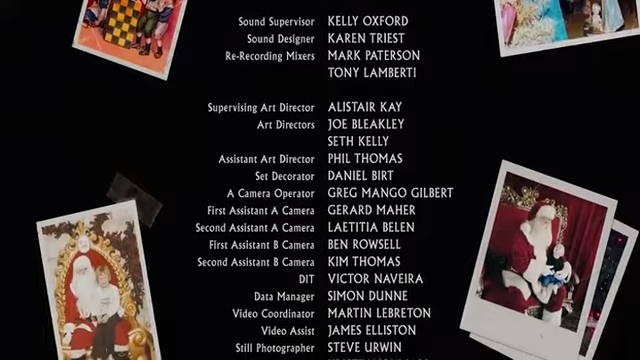 Sound Supervisor KELLY OXFORD
Sound Designer KAREN TRIEST
Re-Recording Mixers MARK PATERSON
TONY LAMBERTI
Supervising Art Director ALISTAIR KAY
Art Directors JOE BLEAKLEY
SETH KELLY
Assistant Art Director PHIL THOMAS
Set Decorator DANIEL BIRT
A Camera Operator GREG MANGO GILBERT
First Assistant A Camera GERARD MAHER
Second Assistant A Camera LAETITIA BELEN
First Assistant B Camera BEN ROWSELL
Second Assistant B Camera KIM THOMAS
DIT VICTOR NAVEIRA
Data Manager SIMON DUNNE
Video Coordinator MARTIN LEBRETON
Video Assist JAMES ELLISTON
Still Photographer STEVE URWIN